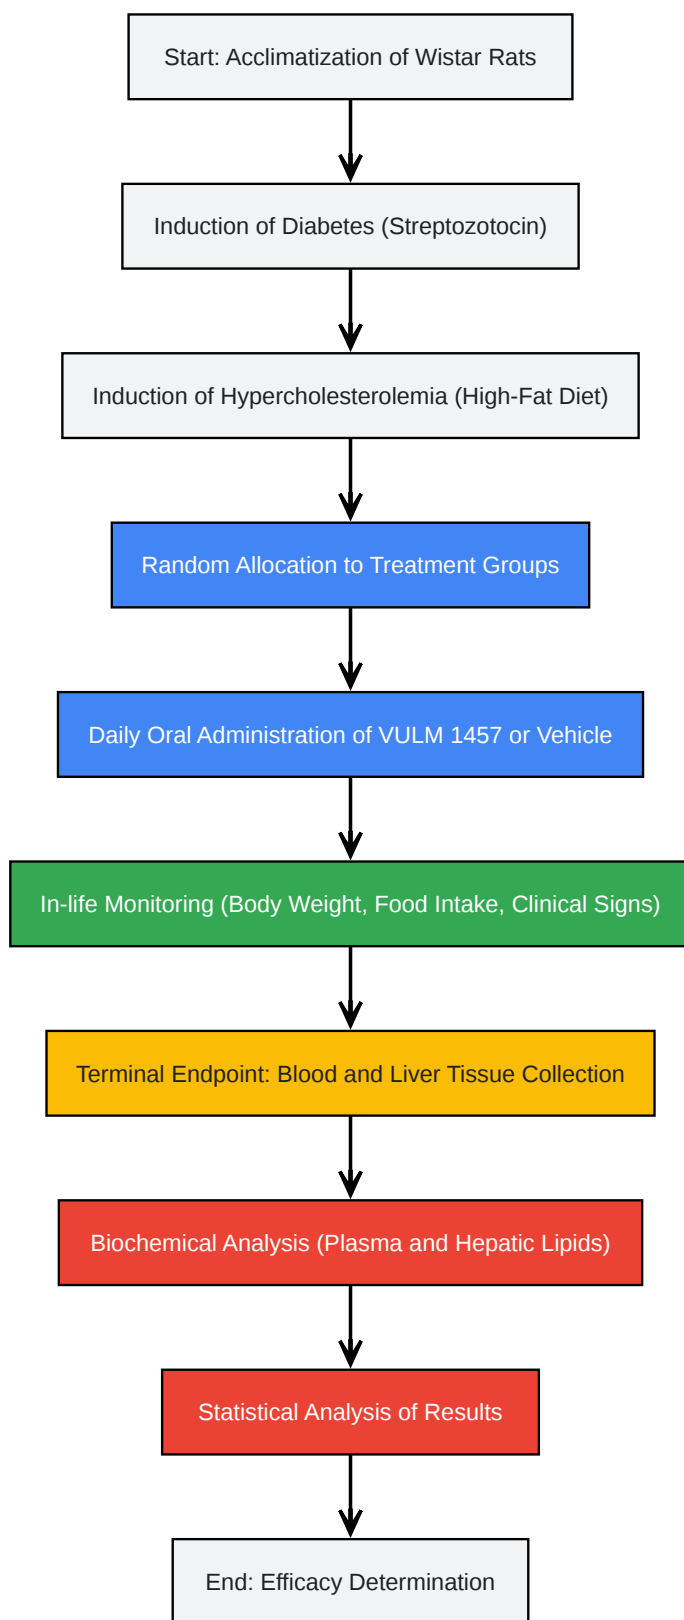 Start: Acclimatization of Wistar Rats
Induction of Diabetes (Streptozotocin)
Induction of Hypercholesterolemia (High-Fat Diet)
Random Allocation to Treatment Groups
Daily Oral Administration of VULM 1457 or Vehicle
In-life Monitoring (Body Weight, Food Intake, Clinical Signs)
Terminal Endpoint: Blood and Liver Tissue Collection
Biochemical Analysis (Plasma and Hepatic Lipids)
Statistical Analysis of Results
End: Efficacy Determination